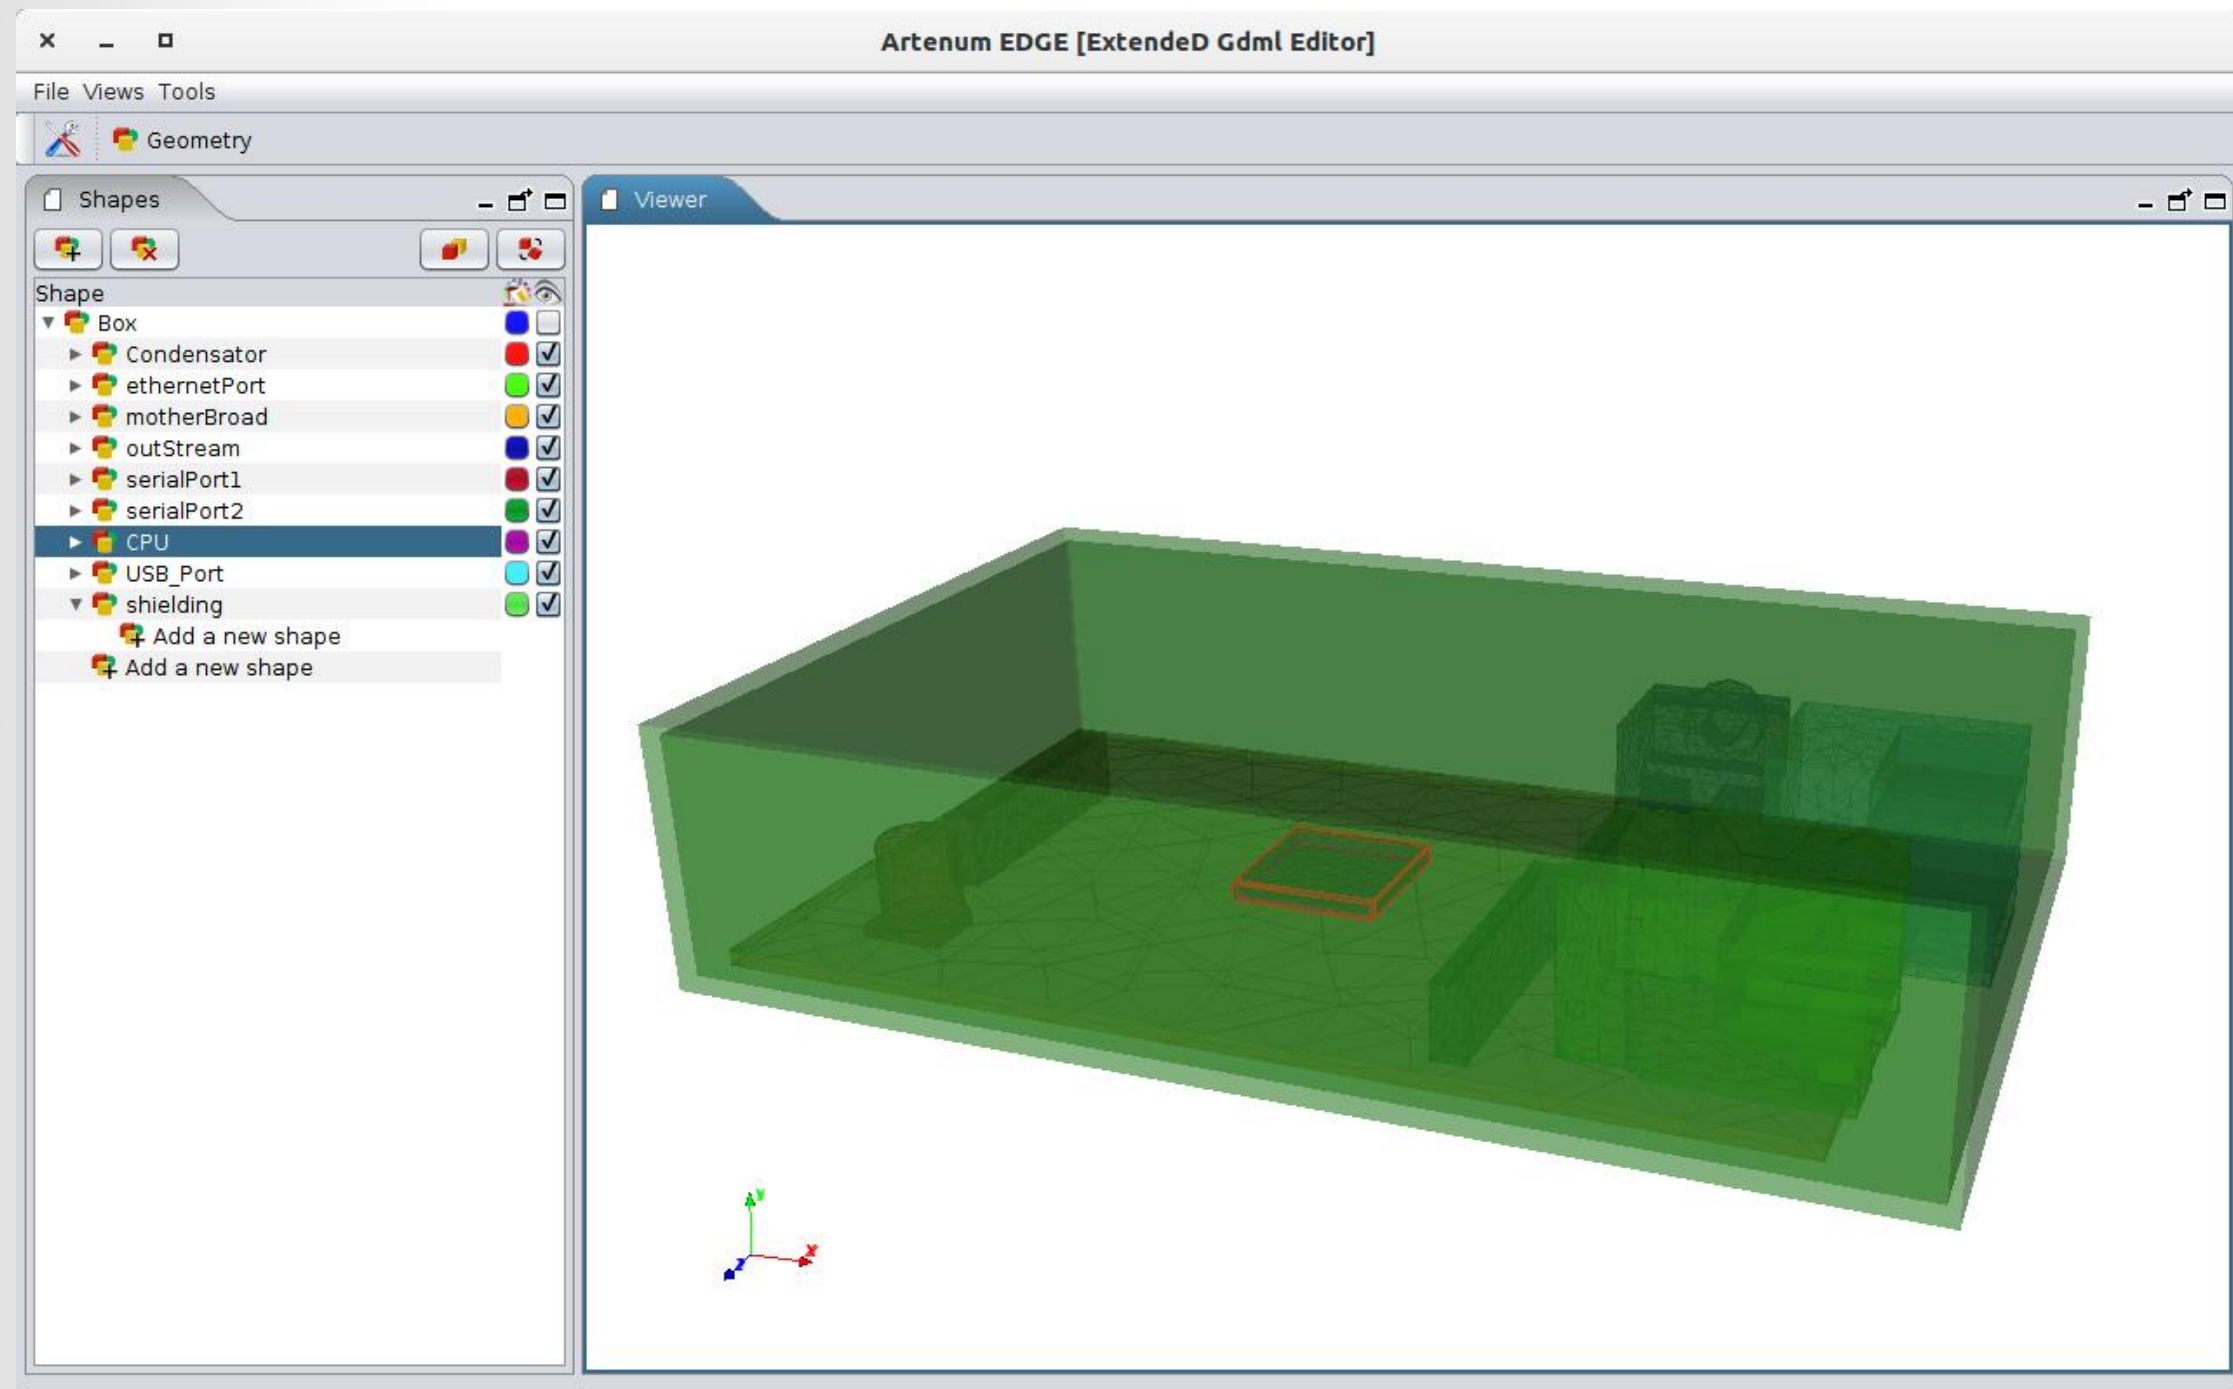 Artenum EDGE [ExtendeD Gdml Editor]
File Views Tools
Geometry
Shapes
Viewer
Shape
Box
Condensator
ethernetPort
motherBroad
outStream
serialPort1
serialPort2
CPU
USB_Port
shielding
Add a new shape
Add a new shape
y
x
z